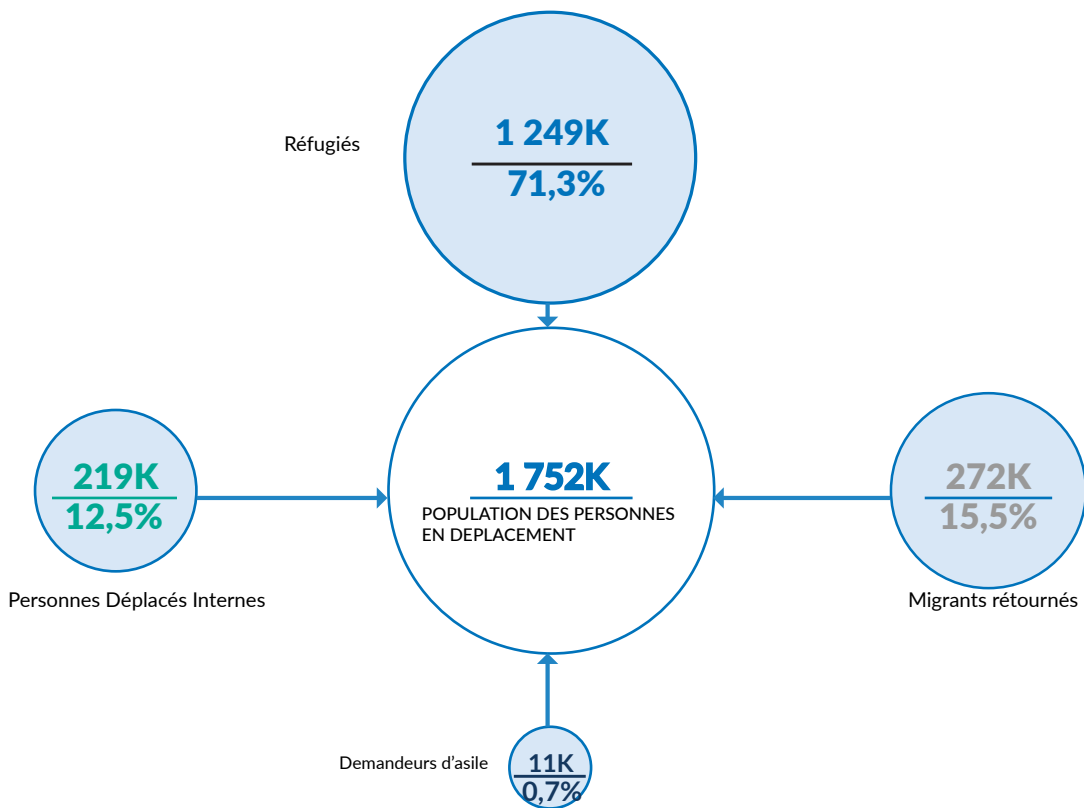 Réfugiés
1 249K
71,3%
219K
12,5%
Personnes Déplacés Internes
1 752K
POPULATION DES PERSONNES
EN DEPLACEMENT
272K
15,5%
Migrants rétournés
Demandeurs d'asile
11K
0,7%